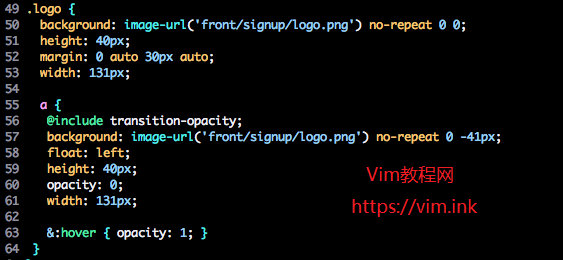 49 .logo {
50 background: image-url('front/signup/logo.png') no-repeat 0 0;
51 height: 40px;
52 margin: 0 auto 30px auto;
53 width: 131px;
54
55 a {
56 @include transition-opacity;
57 background: image-url('front/signup/logo.png') no-repeat 0 -41px;
58 float: left;
59 height: 40px;
60 opacity: 0;
61 width: 131px;
62
63 &:hover { opacity: 1; }
64 }
Vim教程网
https://vim.ink